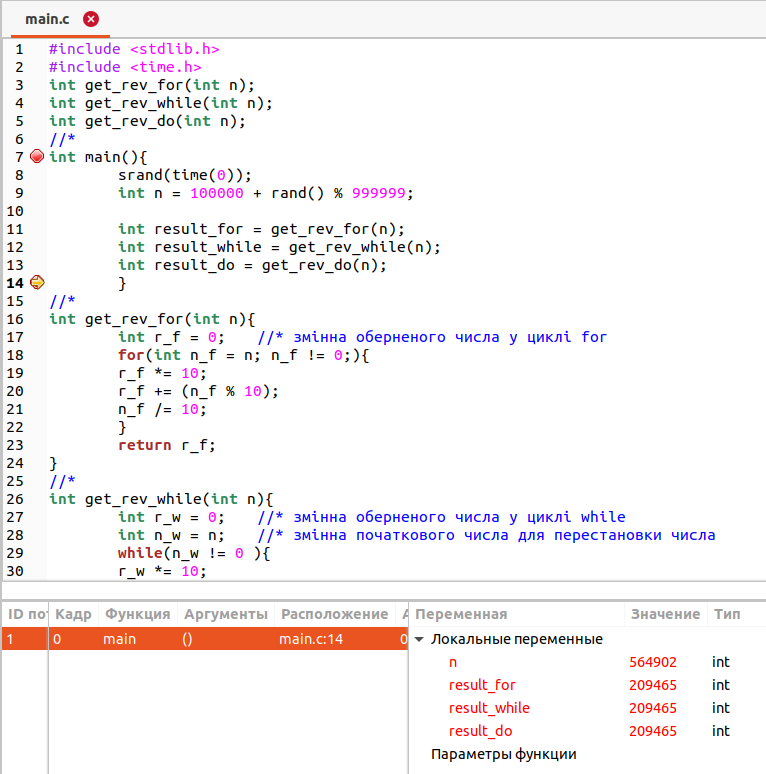 main.c
1 #include <stdlib.h>
2 #include <time.h>
3 int get_rev_for(int n);
4 int get_rev_while(int n);
5 int get_rev_do(int n);
6 //*
7 int main(){
8 srand(time(0));
9 int n = 100000 + rand() % 999999;
10
11 int result_for = get_rev_for(n);
12 int result_while = get_rev_while(n);
13 int result_do = get_rev_do(n);
14 }
15 //*
16 int get_rev_for(int n){
17 int r_f = 0; //* змінна оберненого числа у циклі for
18 for(int n_f = n; n_f != 0;){
19 r_f *= 10;
20 r_f += (n_f % 10);
21 n_f /= 10;
22 }
23 return r_f;
24 }
25 //*
26 int get_rev_while(int n){
27 int r_w = 0; //* змінна оберненого числа у циклі while
28 int n_w = n; //* змінна початкового числа для перестановки числа
29 while(n_w != 0 ){
30 r_w *= 10;
ID пот Кадр Функция Аргументы Расположение А Переменная Значение Тип
1 0 main () main.c:14 0 Локальные переменные
n 564902 int
result_for 209465 int
result_while 209465 int
result_do 209465 int
Параметры функции